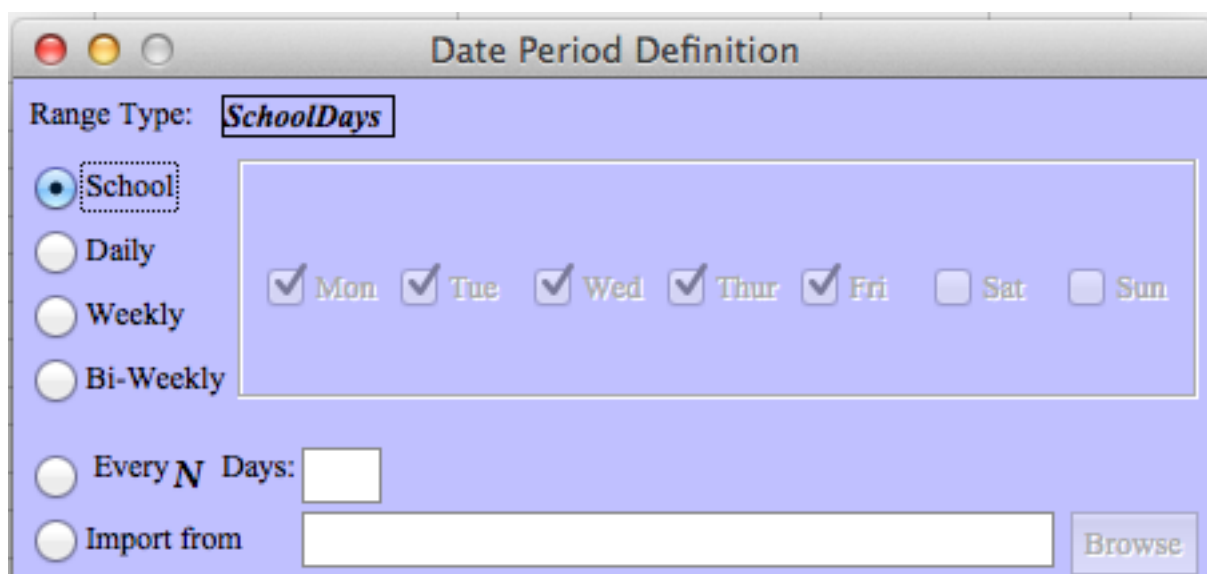 Date Period Definition
Range Type: SchoolDays
School
Daily
Mon Tue Wed Thur Fri Sat Sun
Weekly
Bi-Weekly
Every N Days:
Import from Browse